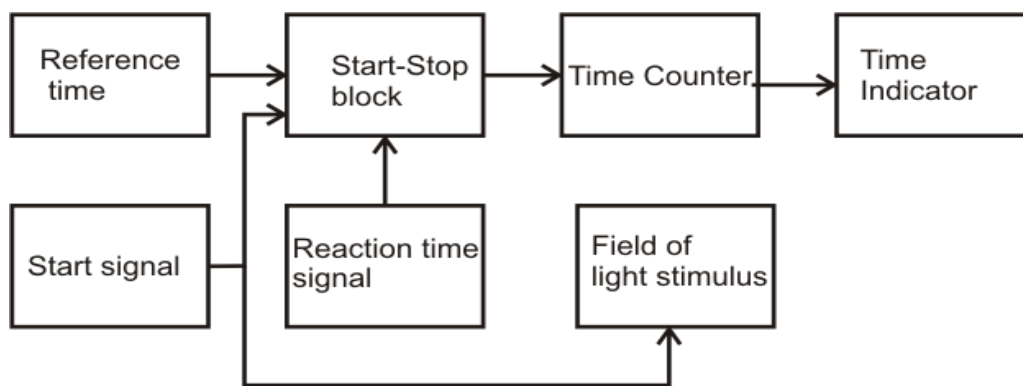 Reference
time
Start-Stop
block
Time Counter
Time
Indicator
Start signal
Reaction time
signal
Field of
light stimulus